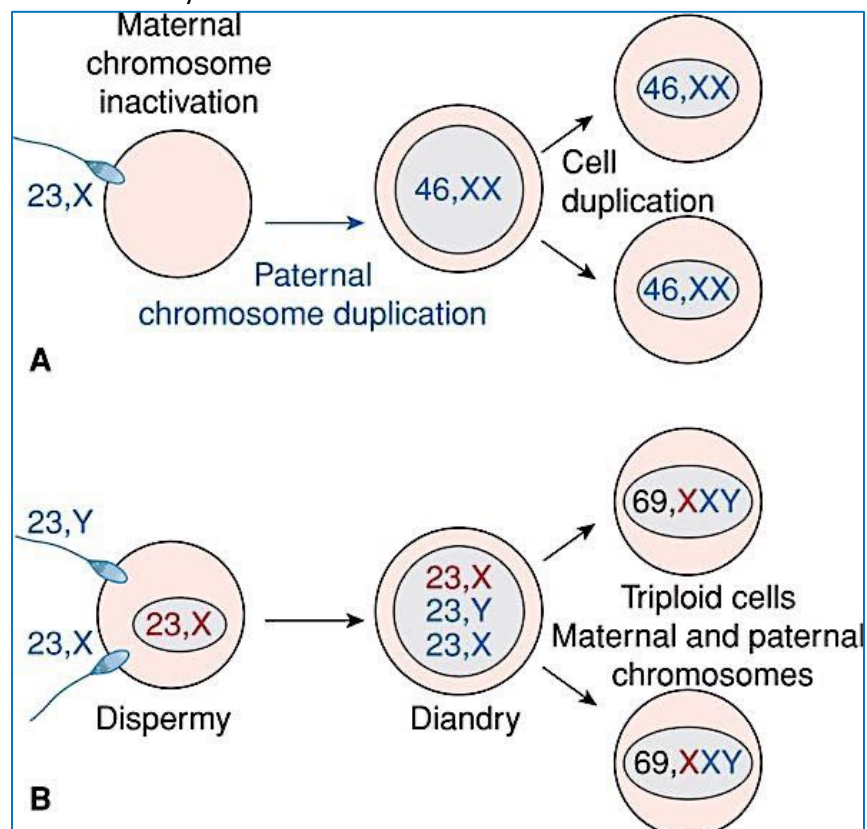 Maternal
chromosome
inactivation
23,X
46,XX
Paternal
chromosome duplication
Cell
duplication
46,XX
46,XX
A
23,Y
23,X
23,X
Dispermy
23,X
23,Y
23,X
Diandry
69,XXY
Triploid cells
Maternal and paternal
chromosomes
69,XXY
B